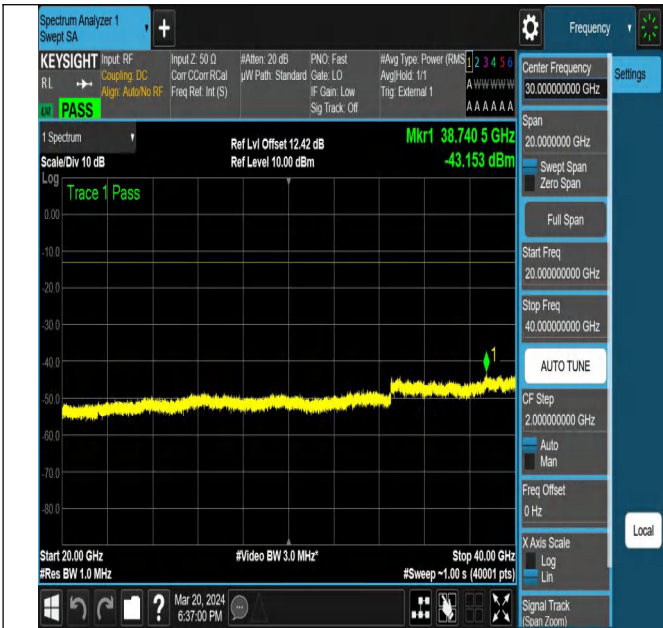 Spectrum Analyzer 1
Swept SA
+
Frequency
KEYSIGHT
RL
PASS
Input: RF
Coupling: DC
Align: Auto/No RF
Input Z: 50 Ω
Corr CCorr RCal
Freq Ref: Int (S)
#Atten: 20 dB
µW Path: Standard
PNO: Fast
Gate: LO
IF Gain: Low
Sig Track: Off
#Avg Type: Power (RMS
Avg|Hold: 1/1
Trig: External 1
1 2 3 4 5 6
A W W W W W
A A A A A A
1 Spectrum
Scale/Div 10 dB
Ref Lvl Offset 12.42 dB
Ref Level 10.00 dBm
Mkr1 38.740 5 GHz
-43.153 dBm
Log
Trace 1 Pass
0.00
-10.0
-20.0
-30.0
-40.0
-50.0
-60.0
-70.0
-80.0
1
Start 20.00 GHz
#Res BW 1.0 MHz
#Video BW 3.0 MHz*
Stop 40.00 GHz
#Sweep ~1.00 s (40001 pts)
Center Frequency
30.000000000 GHz
Settings
Span
20.0000000 GHz
Swept Span
Zero Span
Full Span
Start Freq
20.000000000 GHz
Stop Freq
40.000000000 GHz
AUTO TUNE
CF Step
2.000000000 GHz
Auto
Man
Freq Offset
0 Hz
X Axis Scale
Log
Lin
Signal Track
(Span Zoom)
Local
?
Mar 20, 2024
6:37:00 PM